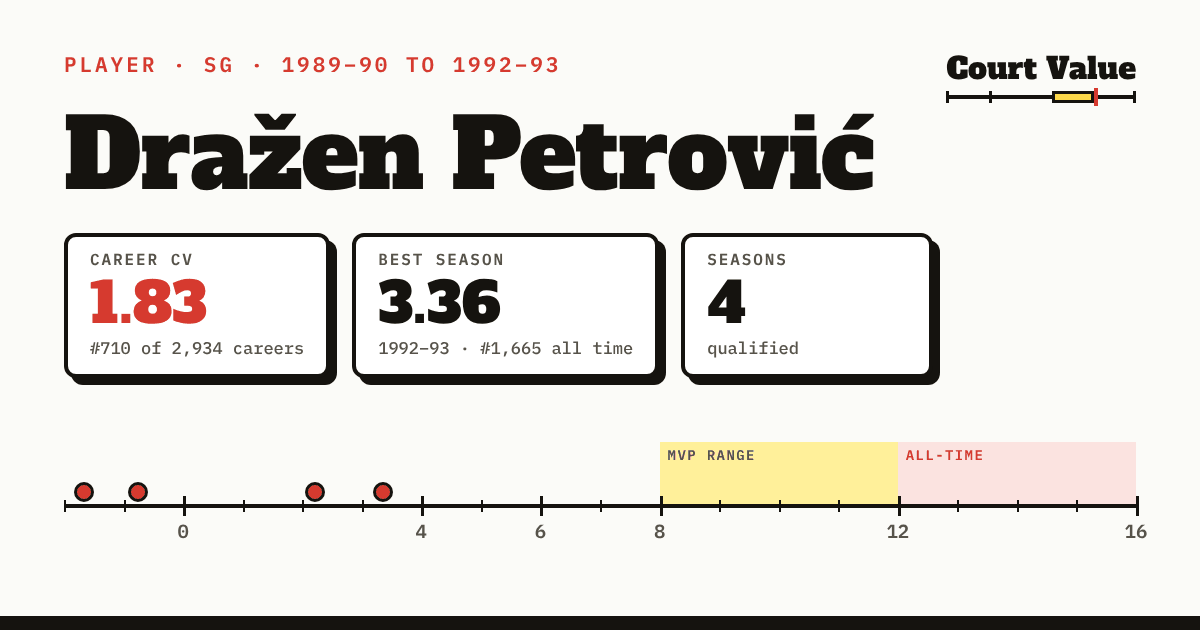 PLAYER · SG · 1989–90 TO 1992–93
Court Value
Dražen Petrović
CAREER CV
1.83
#710 of 2,934 careers
BEST SEASON
3.36
1992–93 · #1,665 all time
SEASONS
4
qualified
MVP RANGE
ALL-TIME
0 4 6 8 12 16